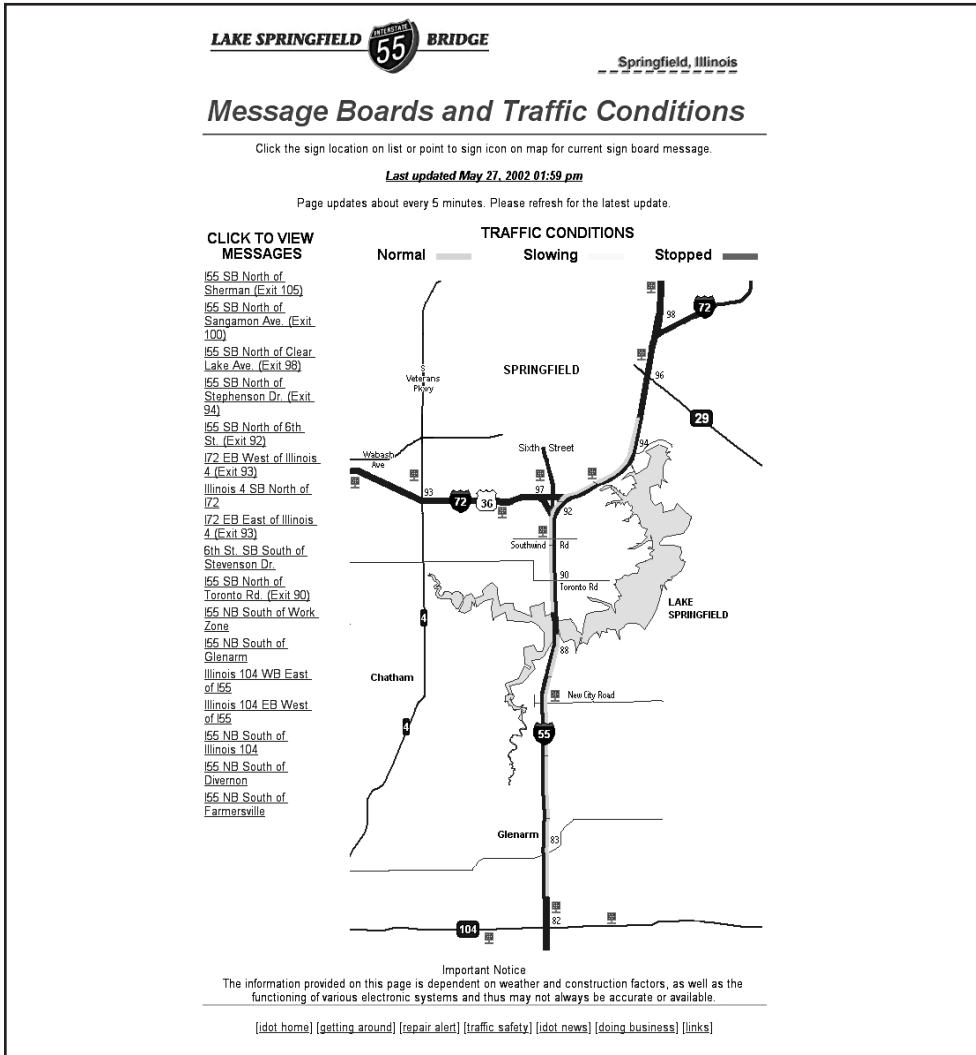 LAKE SPRINGFIELD INTERSTATE 55 BRIDGE
Springfield, Illinois
Message Boards and Traffic Conditions
Click the sign location on list or point to sign icon on map for current sign board message.
Last updated May 27, 2002 01:59 pm
Page updates about every 5 minutes. Please refresh for the latest update.
CLICK TO VIEW
MESSAGES
I55 SB North of
Sherman (Exit 105)
I55 SB North of
Sangamon Ave. (Exit
100)
I55 SB North of Clear
Lake Ave. (Exit 98)
I55 SB North of
Stephenson Dr. (Exit
94)
I55 SB North of 6th
St. (Exit 92)
I72 EB West of Illinois
4 (Exit 93)
Illinois 4 SB North of
I72
I72 EB East of Illinois
4 (Exit 93)
6th St. SB South of
Stevenson Dr.
I55 SB North of
Toronto Rd. (Exit 90)
I55 NB South of Work
Zone
I55 NB South of
Glenarm
Illinois 104 WB East
of I55
Illinois 104 EB West
of I55
I55 NB South of
Illinois 104
I55 NB South of
Divernon
I55 NB South of
Farmersville
TRAFFIC CONDITIONS
Normal Slowing Stopped
98
72
S
Veterans
Pkwy
SPRINGFIELD
96
29
94
Wabash
Ave
Sixth Street
93
72
36
97
92
Southwind Rd
90
Toronto Rd
LAKE
SPRINGFIELD
4
88
Chatham
New City Road
4
55
Glenarm
83
82
104
Important Notice
The information provided on this page is dependent on weather and construction factors, as well as the
functioning of various electronic systems and thus may not always be accurate or available.
[idot home] [getting around] [repair alert] [traffic safety] [idot news] [doing business] [links]